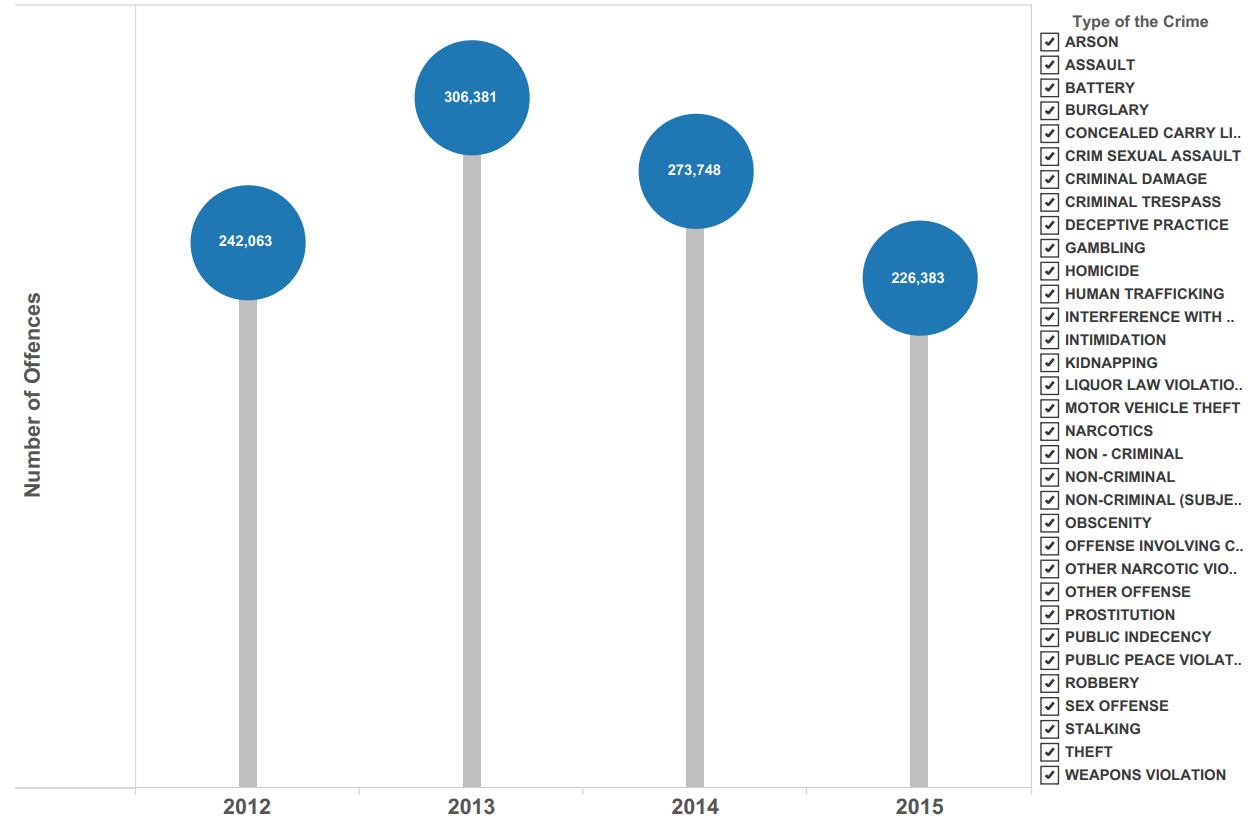 Number of Offences
306,381
273,748
242,063
226,383
2012 2013 2014 2015
Type of the Crime
ARSON
ASSAULT
BATTERY
BURGLARY
CONCEALED CARRY LI..
CRIM SEXUAL ASSAULT
CRIMINAL DAMAGE
CRIMINAL TRESPASS
DECEPTIVE PRACTICE
GAMBLING
HOMICIDE
HUMAN TRAFFICKING
INTERFERENCE WITH ..
INTIMIDATION
KIDNAPPING
LIQUOR LAW VIOLATIO..
MOTOR VEHICLE THEFT
NARCOTICS
NON - CRIMINAL
NON-CRIMINAL
NON-CRIMINAL (SUBJE..
OBSCENITY
OFFENSE INVOLVING C..
OTHER NARCOTIC VIO..
OTHER OFFENSE
PROSTITUTION
PUBLIC INDECENCY
PUBLIC PEACE VIOLAT..
ROBBERY
SEX OFFENSE
STALKING
THEFT
WEAPONS VIOLATION